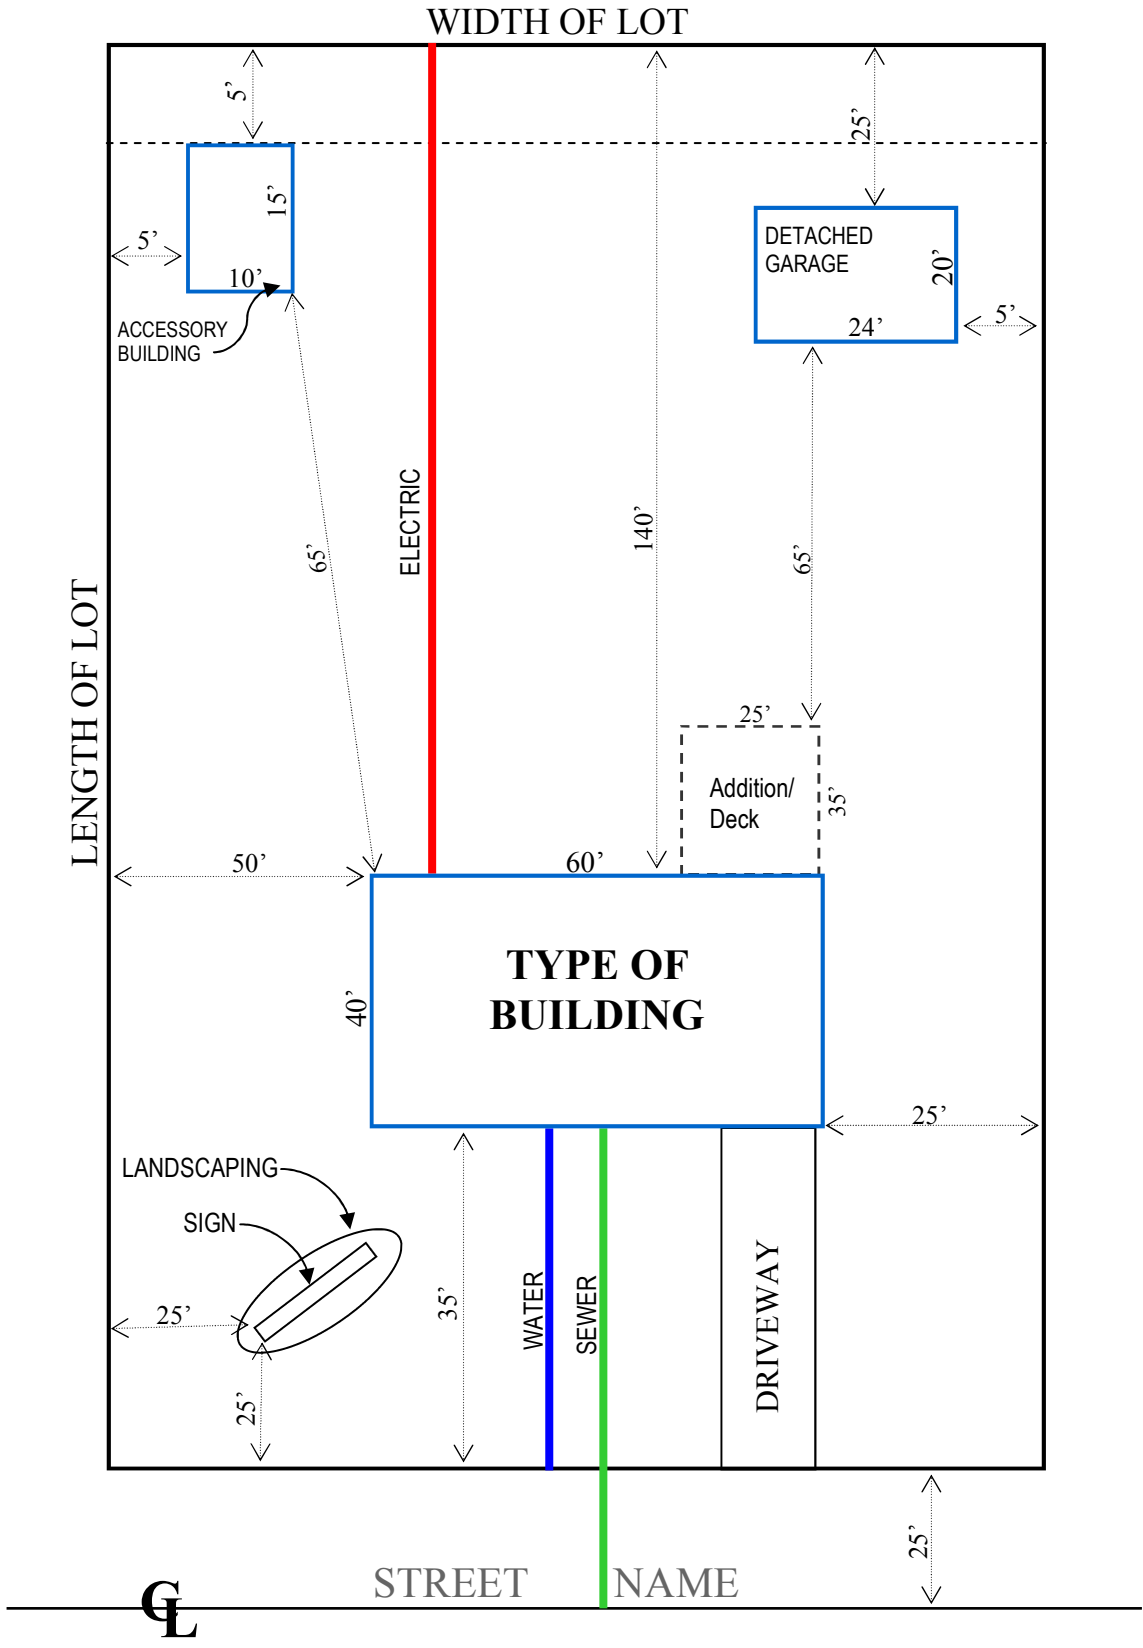 WIDTH OF LOT
5’
25’
15’
DETACHED
GARAGE
20’
5’
10’
5’
24’
ACCESSORY
BUILDING
ELECTRIC
140’
65’
65’
LENGTH OF LOT
25’
Addition/
Deck
35’
50’
60’
TYPE OF
BUILDING
40’
25’
LANDSCAPING
SIGN
25’
35’
WATER
SEWER
DRIVEWAY
25’
25’
STREET NAME
CL